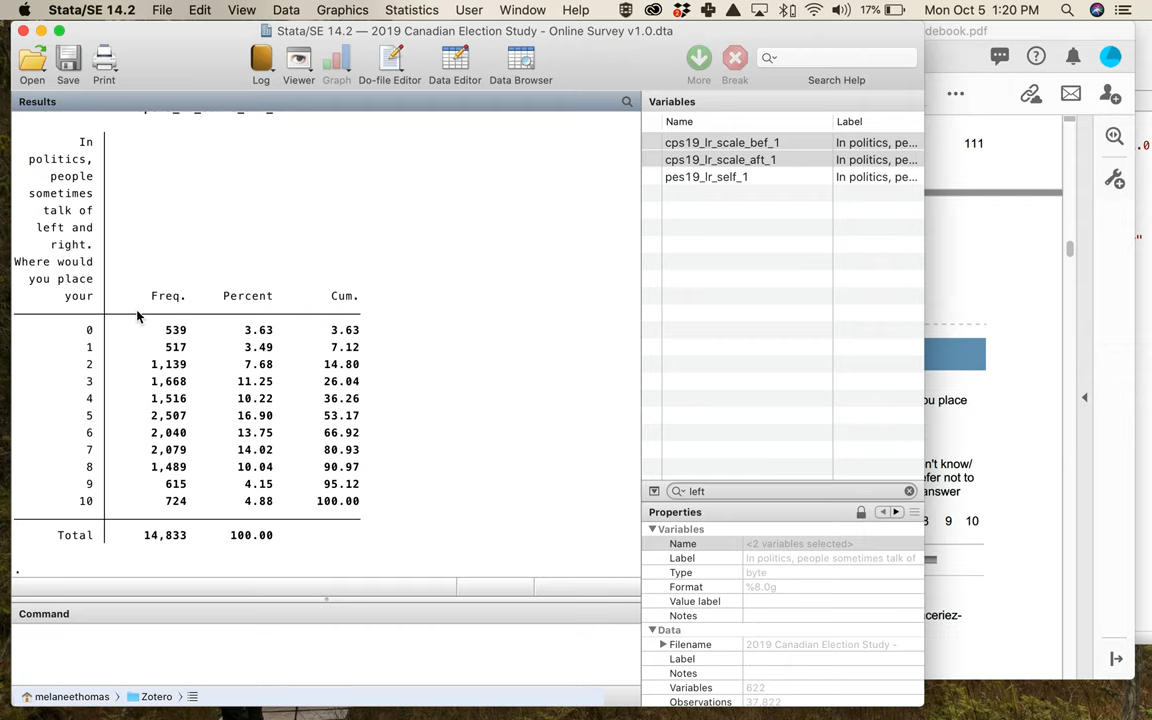 Stata/SE 14.2 File Edit View Data Graphics Statistics User Window Help 17% Mon Oct 5 1:20 PM
Stata/SE 14.2 — 2019 Canadian Election Study - Online Survey v1.0.dta
debook.pdf
Open Save Print Log Viewer Graph Do-file Editor Data Editor Data Browser More Break Search Help
Results
Variables
Name Label
cps19_lr_scale_bef_1 In politics, pe...
cps19_lr_scale_aft_1 In politics, pe...
pes19_lr_self_1 In politics, pe...
In
politics,
people
sometimes
talk of
left and
right.
Where would
you place
your Freq. Percent Cum.
0 539 3.63 3.63
1 517 3.49 7.12
2 1,139 7.68 14.80
3 1,668 11.25 26.04
4 1,516 10.22 36.26
5 2,507 16.90 53.17
6 2,040 13.75 66.92
7 2,079 14.02 80.93
8 1,489 10.04 90.97
9 615 4.15 95.12
10 724 4.88 100.00
Total 14,833 100.00
.
left
Properties
Variables
Name <2 variables selected>
Label In politics, people sometimes talk of
Type byte
Format %8.0g
Value label
Notes
Data
Filename 2019 Canadian Election Study -
Label
Notes
Variables 622
Observations 37,822
Command
melaneethomas Zotero
111
.0
"
ou place
n't know/
efer not to
answer
9 10
ceriez-